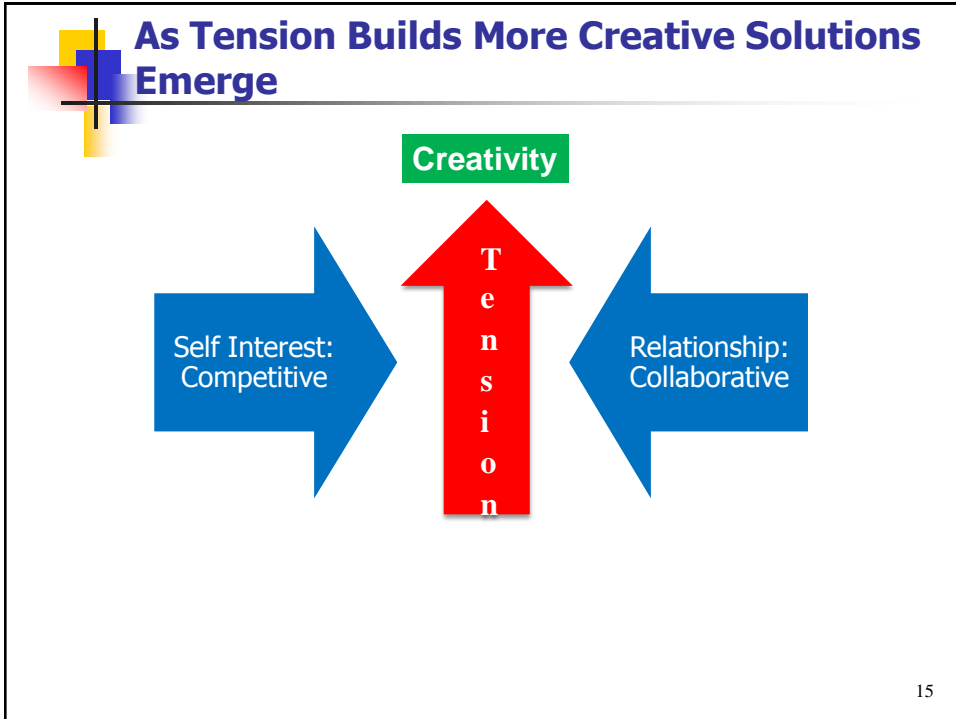 As Tension Builds More Creative Solutions
Emerge
Creativity
Self Interest:
Competitive
T
e
n
s
i
o
n
Relationship:
Collaborative
15